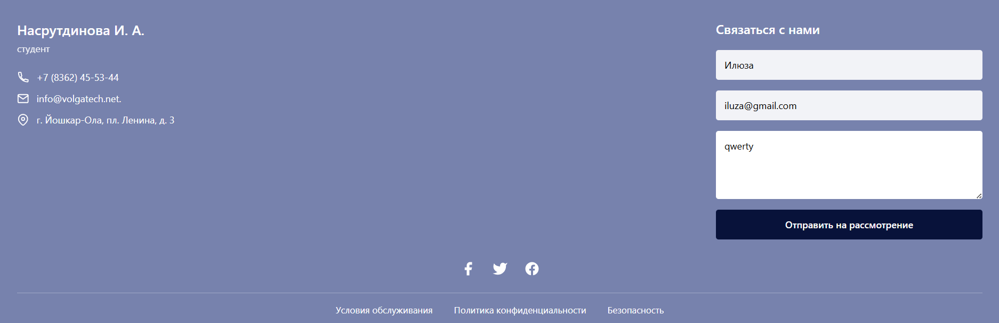 Насрутдинова И. А.
студент
+7 (8362) 45-53-44
info@volgatech.net.
г. Йошкар-Ола, пл. Ленина, д. 3
Связаться с нами
Илюза
iluza@gmail.com
qwerty
Отправить на рассмотрение
Условия обслуживания
Политика конфиденциальности
Безопасность